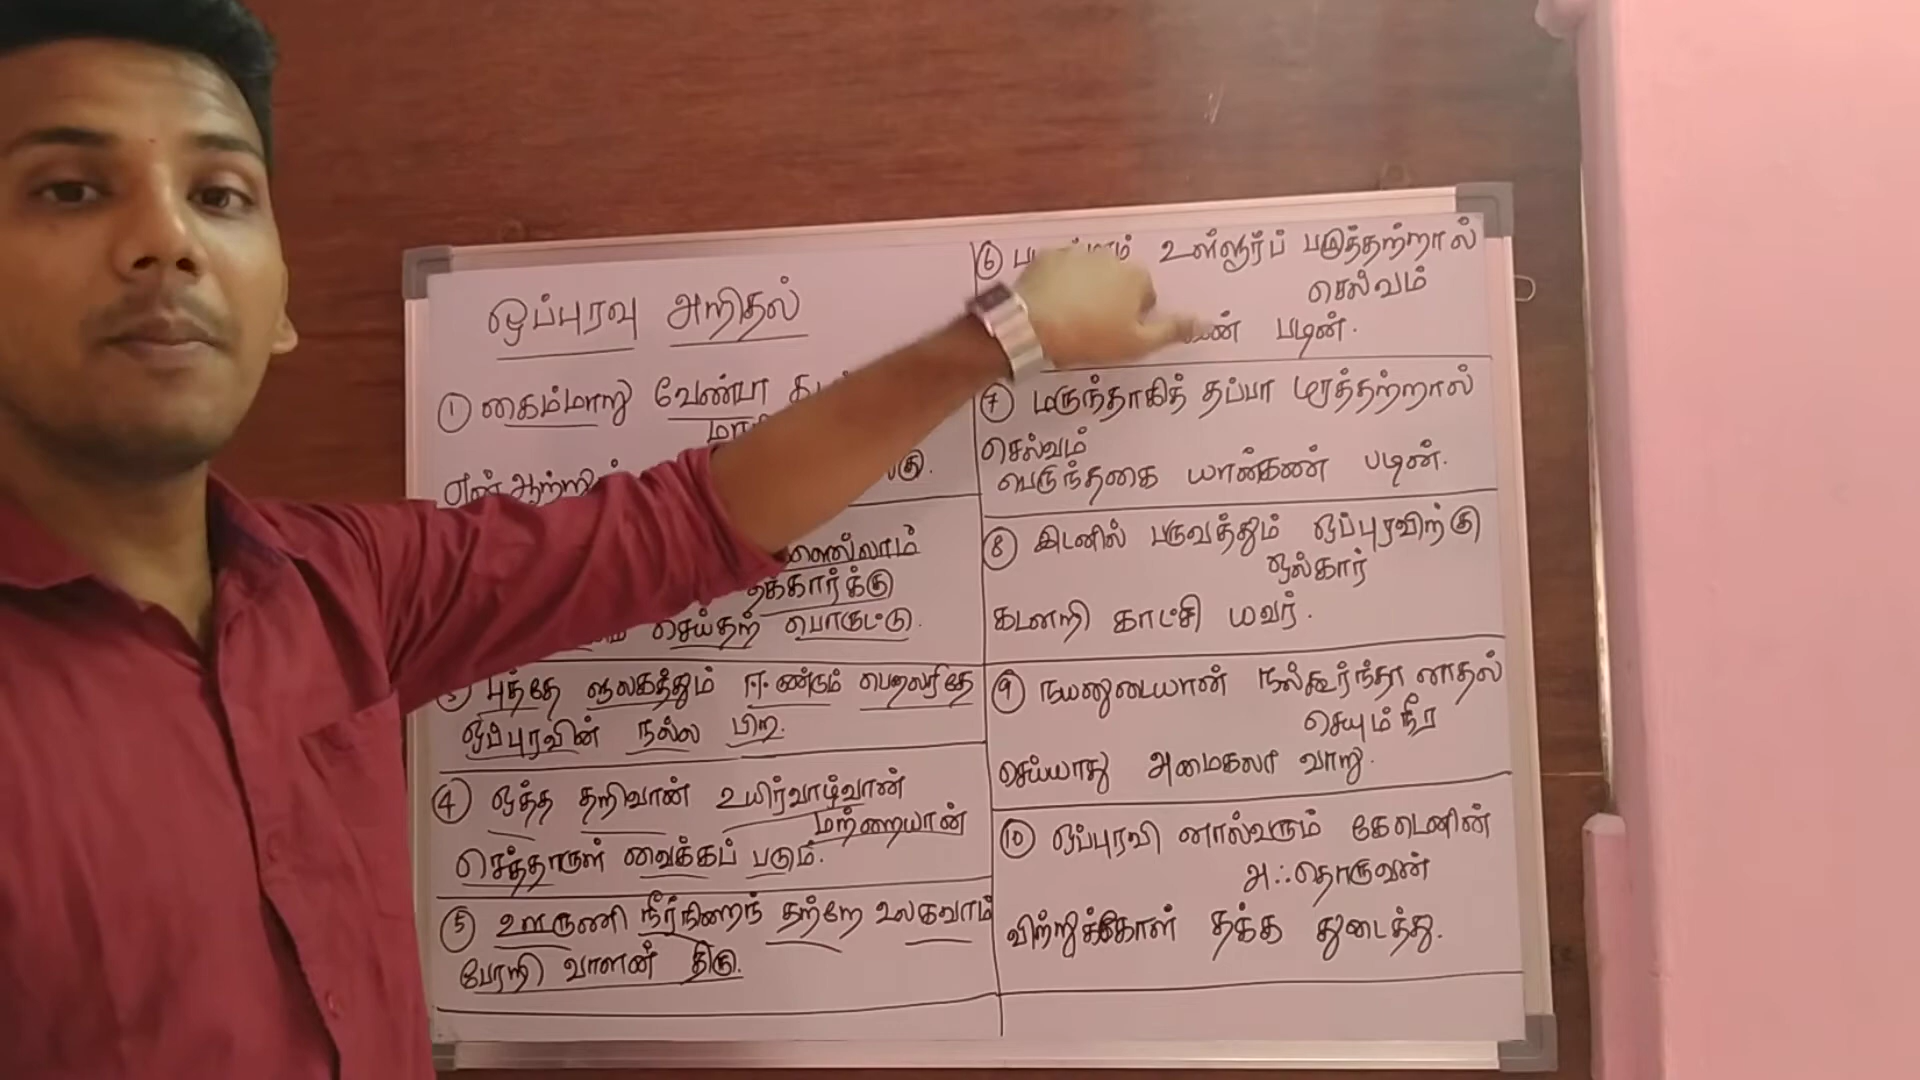 ஒப்புரவு அறிதல்
① கைம்மாறு வேண்டா
செய்தற் பொருட்டு.
தக்கார்க்கு
புத்தே ளுலகத்தும் ஈண்டும் பெறலரிதே
ஒப்புரவின் நல்ல பிற.
④ ஒத்த தறிவான் உயிர்வாழ்வான்
மற்றையான்
செத்தாருள் வைக்கப் படும்.
⑤ ஊருணி நீர்நிறைந் தற்றே உலகவாம்
பேரறி வாளன் திரு.
⑥ உள்ளூர்ப் பழுத்தற்றால்
செல்வம்
படின்.
⑦ மருந்தாகித் தப்பா மரத்தற்றால்
செல்வம்
பெருந்தகை யான்கண் படின்.
⑧ இடனில் பருவத்தும் ஒப்புரவிற்கு
ஒல்கார்
கடனறி காட்சி யவர்.
⑨ நயனுடையான் நல்கூர்ந்தா னாதல்
செயும் நீர
செய்யாது அமைகலா வாறு.
⑩ ஒப்புரவி னால்வரும் கேடெனின்
அஃதொருவன்
விற்றுக்கோள் தக்க துடைத்து.